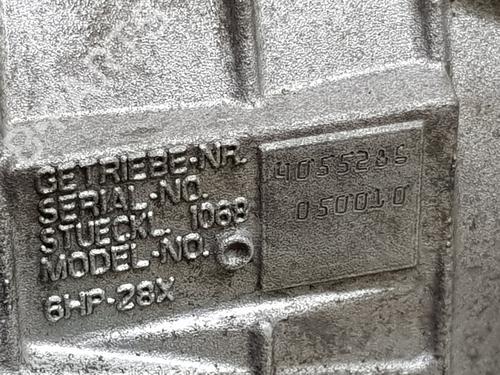 GETRIEBE-NR.
SERIAL-NO.
STUECKL. 1068
MODEL-NO.
6HP-28X
4055286
050010